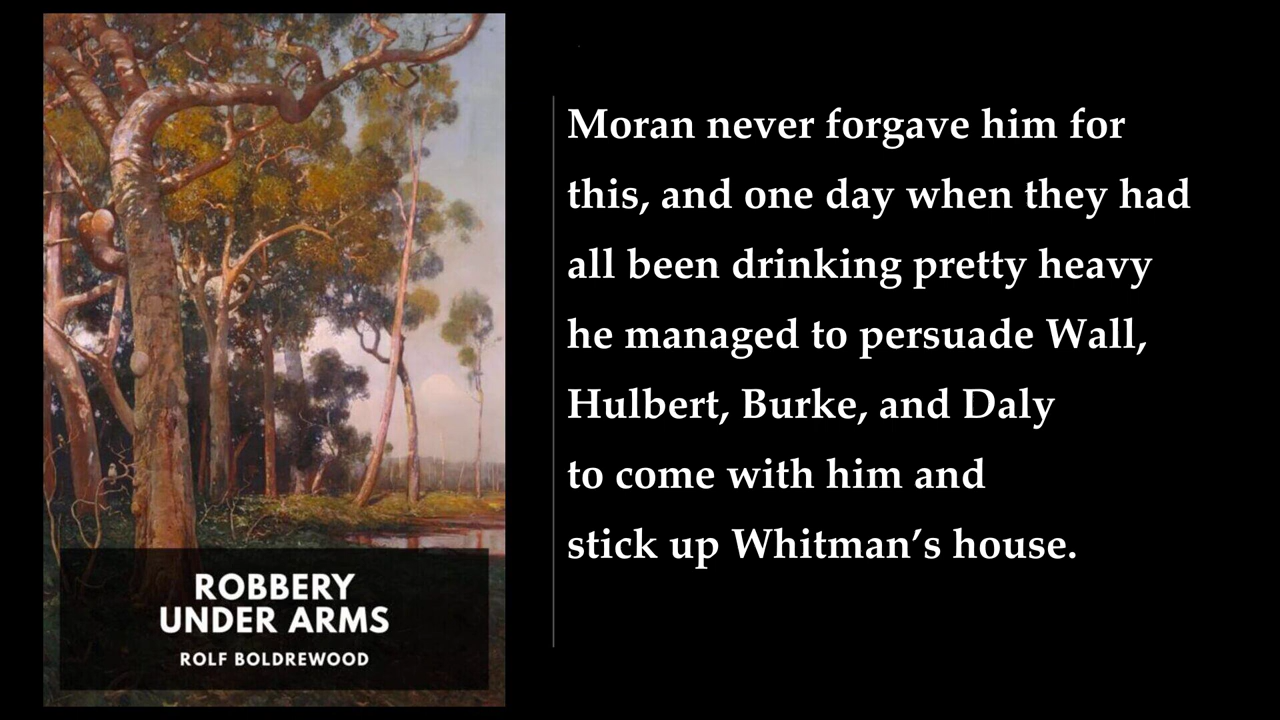 ROBBERY
UNDER ARMS
ROLF BOLDREWOOD
Moran never forgave him for
this, and one day when they had
all been drinking pretty heavy
he managed to persuade Wall,
Hulbert, Burke, and Daly
to come with him and
stick up Whitman’s house.